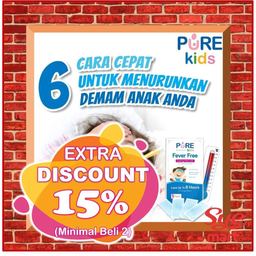 PURE
kids
6
CARA CEPAT
UNTUK MENURUNKAN
DEMAM ANAK ANDA
EXTRA
DISCOUNT
15%
(Minimal Beli 2)
PURE
kids
Fever Free